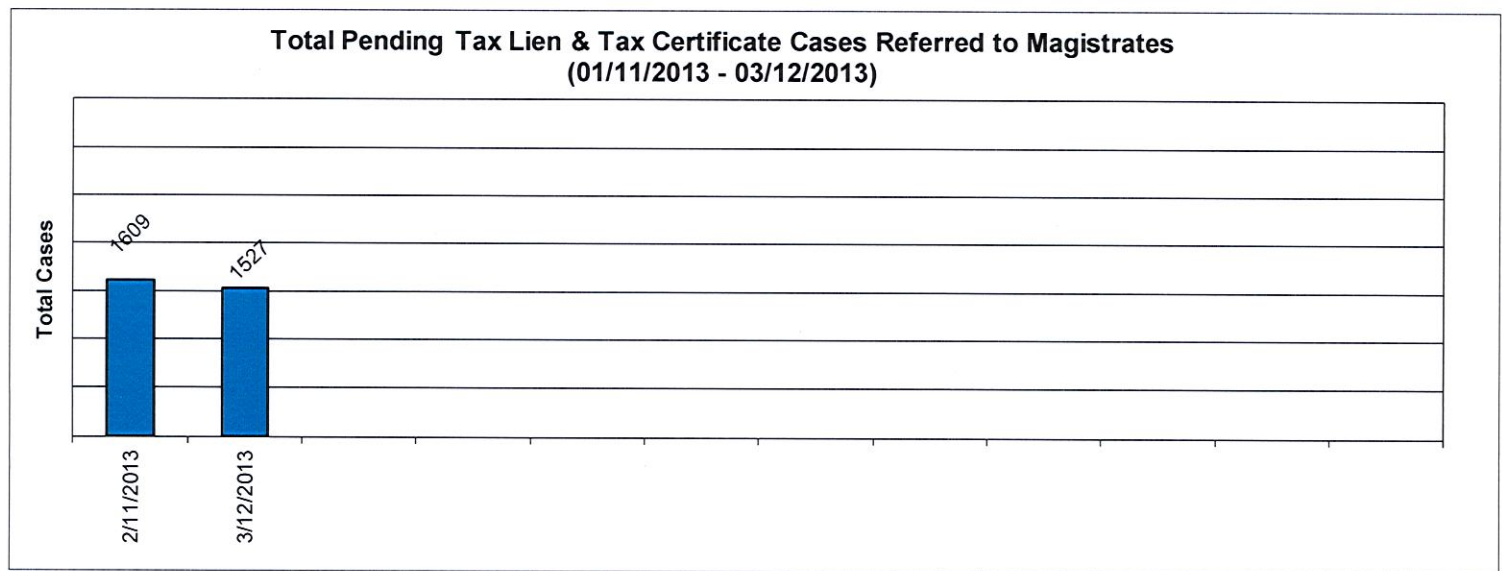 Total Pending Tax Lien & Tax Certificate Cases Referred to Magistrates
(01/11/2013 - 03/12/2013)
Total Cases
1609
1527
2/11/2013
3/12/2013